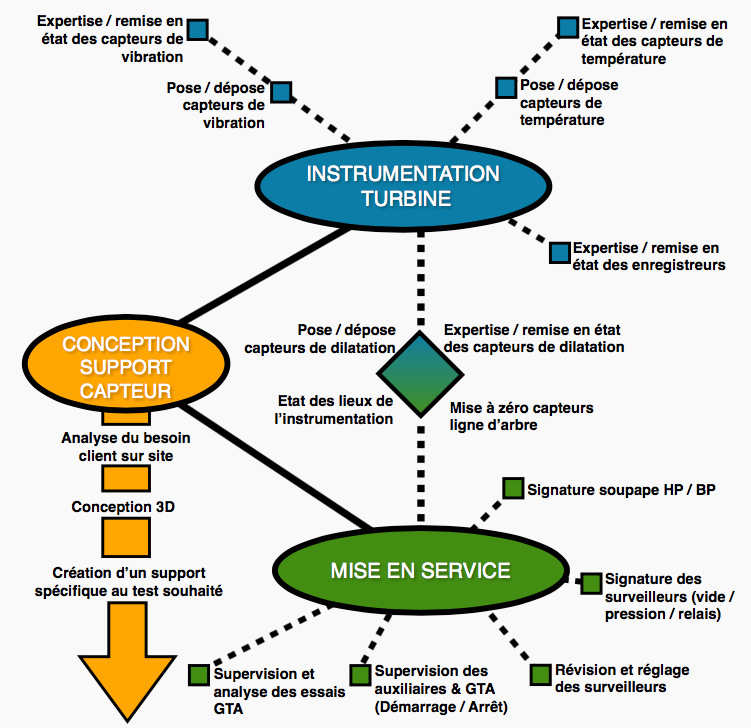 Expertise / remise en
état des capteurs de
vibration
Pose / dépose
capteurs de
vibration
Expertise / remise en
état des capteurs de
température
Pose / dépose
capteurs de
température
INSTRUMENTATION
TURBINE
Expertise / remise en
état des enregistreurs
CONCEPTION
SUPPORT
CAPTEUR
Pose / dépose
capteurs de dilatation
Expertise / remise en état
des capteurs de dilatation
Etat des lieux de
l'instrumentation
Mise à zéro capteurs
ligne d'arbre
Analyse du besoin
client sur site
Conception 3D
Création d'un support
spécifique au test souhaité
Signature soupape HP / BP
MISE EN SERVICE
Signature des
surveilleurs (vide /
pression / relais)
Supervision et
analyse des essais
GTA
Supervision des
auxiliaires & GTA
(Démarrage / Arrêt)
Révision et réglage
des surveilleurs